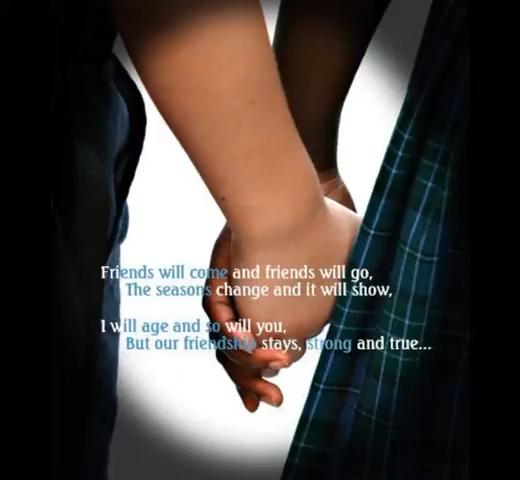 Friends will come and friends will go,
The seasons change and it will show,
I will age and so will you,
But our friendship stays, strong and true...